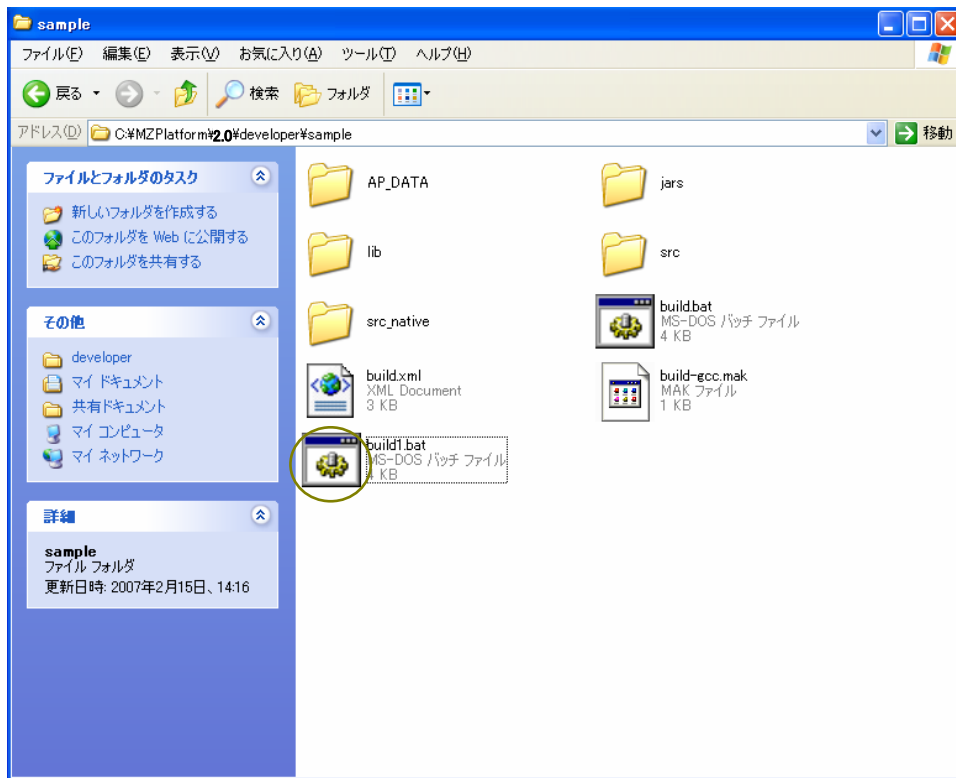 sample
ファイル(F) 編集(E) 表示(V) お気に入り(A) ツール(T) ヘルプ(H)
戻る 検索 フォルダ
アドレス(D) C:¥MZPlatform¥2.0¥developer¥sample 移動
ファイルとフォルダのタスク
新しいフォルダを作成する
このフォルダを Web に公開する
このフォルダを共有する
その他
developer
マイ ドキュメント
共有ドキュメント
マイ コンピュータ
マイ ネットワーク
詳細
sample
ファイル フォルダ
更新日時: 2007年2月15日、14:16
AP_DATA
jars
lib
src
src_native
build.bat
MS-DOS バッチ ファイル
4 KB
build.xml
XML Document
3 KB
build-gcc.mak
MAK ファイル
1 KB
build1.bat
MS-DOS バッチ ファイル
4 KB